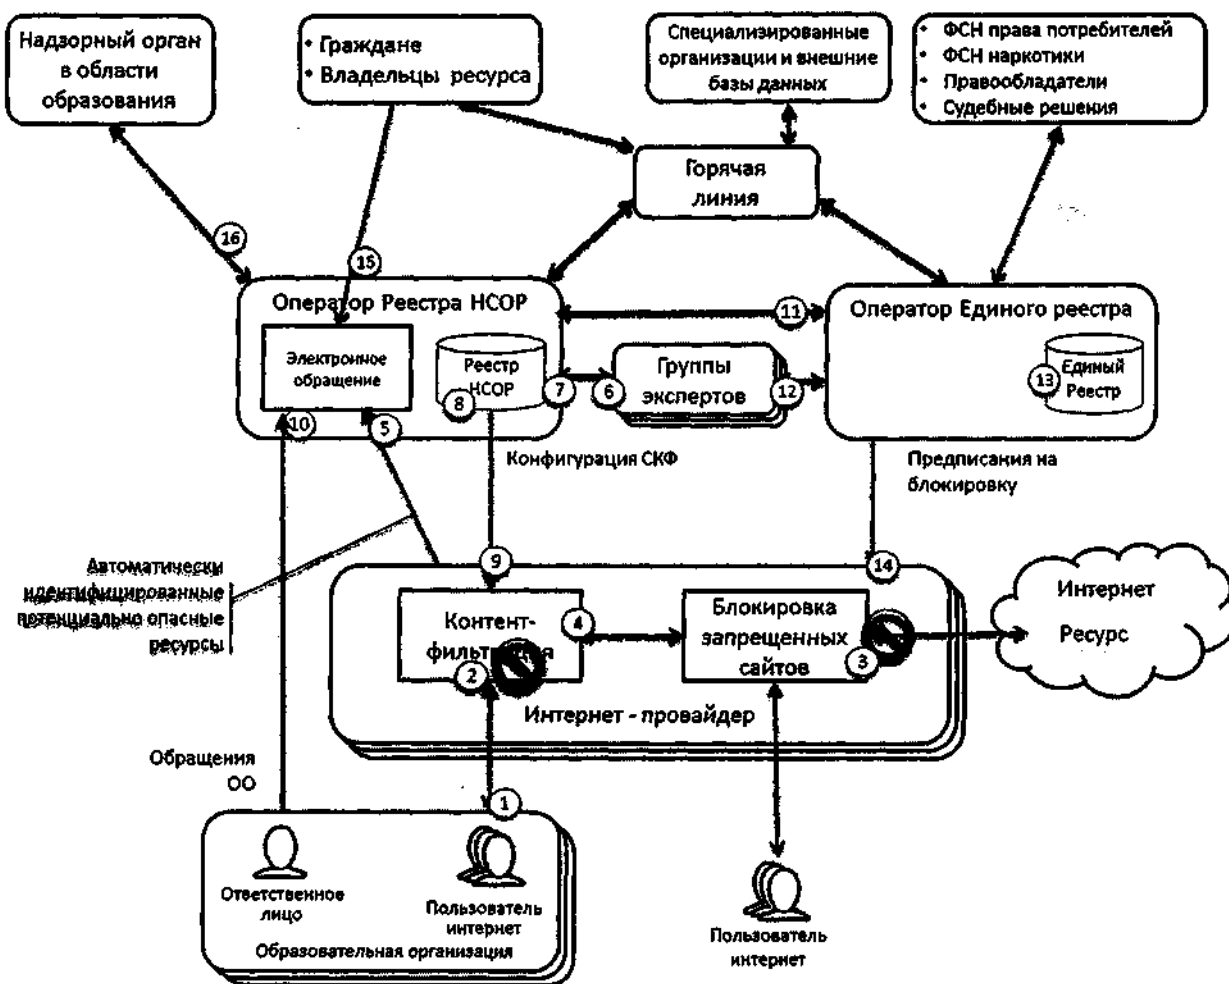 Надзорный орган
в области
образования
• Граждане
• Владельцы ресурса
Специализированные
организации и внешние
базы данных
• ФСН права потребителей
• ФСН наркотики
• Правообладатели
• Судебные решения
Горячая
линия
16
15
Оператор Реестра НСОР
11
Оператор Единого реестра
Электронное
обращение
Реестр
НСОР
8
7
6
Группы
экспертов
12
13
Единый
Реестр
10
5
Конфигурация СКФ
Предписания на
блокировку
Автоматически
идентифицированные
потенциально опасные
ресурсы
9
14
Контент-
фильтрация
2
4
Блокировка
запрещенных
сайтов
3
Интернет
Ресурс
Интернет - провайдер
Обращения
ОО
1
Ответственное
лицо
Пользователь
интернет
Образовательная организация
Пользователь
интернет